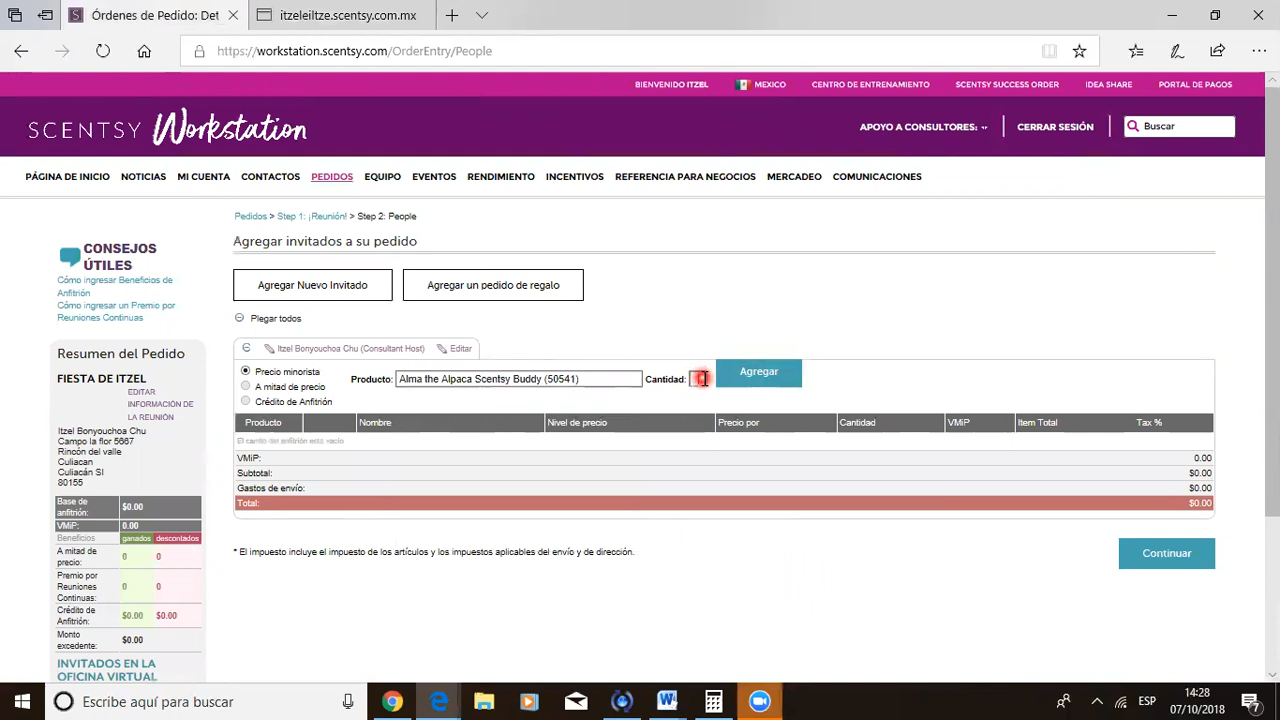 Órdenes de Pedido: Det
itzeleiltze.scentsy.com.mx
https://workstation.scentsy.com/OrderEntry/People
BIENVENIDO ITZEL
MEXICO
CENTRO DE ENTRENAMIENTO
SCENTSY SUCCESS ORDER
IDEA SHARE
PORTAL DE PAGOS
SCENTSY Workstation
APOYO A CONSULTORES:
CERRAR SESIÓN
Buscar
PÁGINA DE INICIO
NOTICIAS
MI CUENTA
CONTACTOS
PEDIDOS
EQUIPO
EVENTOS
RENDIMIENTO
INCENTIVOS
REFERENCIA PARA NEGOCIOS
MERCADEO
COMUNICACIONES
Pedidos > Step 1: ¡Reunión! > Step 2: People
CONSEJOS
ÚTILES
Cómo ingresar Beneficios de
Anfitrión
Cómo ingresar un Premio por
Reuniones Continuas
Agregar invitados a su pedido
Agregar Nuevo Invitado
Agregar un pedido de regalo
Plegar todos
Itzel Bonyouchoa Chu (Consultant Host)
Editar
Precio minorista
A mitad de precio
Crédito de Anfitrión
Producto:
Alma the Alpaca Scentsy Buddy (50541)
Cantidad:
Agregar
Producto
Nombre
Nivel de precio
Precio por
Cantidad
VMiP
Item Total
Tax %
El carrito del anfitrión está vacío
VMiP: 0.00
Subtotal: $0.00
Gastos de envío: $0.00
Total: $0.00
* El impuesto incluye el impuesto de los artículos y los impuestos aplicables del envío y de dirección.
Continuar
Resumen del Pedido
FIESTA DE ITZEL
EDITAR
INFORMACIÓN DE
LA REUNIÓN
Itzel Bonyouchoa Chu
Campo la flor 5667
Rincón del valle
Culiacan
Culiacán SI
80155
Base de
anfitrión: $0.00
VMiP: 0.00
Beneficios ganados descontados
A mitad de
precio: 0 0
Premio por
Reuniones
Continuas: 0 0
Crédito de
Anfitrión: $0.00 $0.00
Monto
excedente: $0.00
INVITADOS EN LA
OFICINA VIRTUAL
Escribe aquí para buscar
ESP
14:28
07/10/2018
7